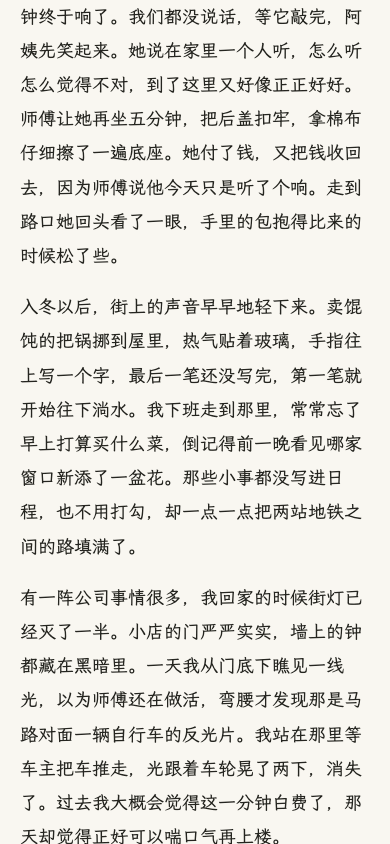 钟终于响了。我们都没说话，等它敲完，阿
姨先笑起来。她说在家里一个人听，怎么听
怎么觉得不对，到了这里又好像正正好好。
师傅让她再坐五分钟，把后盖扣牢，拿棉布
仔细擦了一遍底座。她付了钱，又把钱收回
去，因为师傅说他今天只是听了个响。走到
路口她回头看了一眼，手里的包抱得比来的
时候松了些。
入冬以后，街上的声音早早地轻下来。卖馄
饨的把锅挪到屋里，热气贴着玻璃，手指往
上写一个字，最后一笔还没写完，第一笔就
开始往下淌水。我下班走到那里，常常忘了
早上打算买什么菜，倒记得前一晚看见哪家
窗口新添了一盆花。那些小事都没写进日
程，也不用打勾，却一点一点把两站地铁之
间的路填满了。
有一阵公司事情很多，我回家的时候街灯已
经灭了一半。小店的门严严实实，墙上的钟
都藏在黑暗里。一天我从门底下瞧见一线
光，以为师傅还在做活，弯腰才发现那是马
路对面一辆自行车的反光片。我站在那里等
车主把车推走，光跟着车轮晃了两下，消失
了。过去我大概会觉得这一分钟白费了，那
天却觉得正好可以喘口气再上楼。